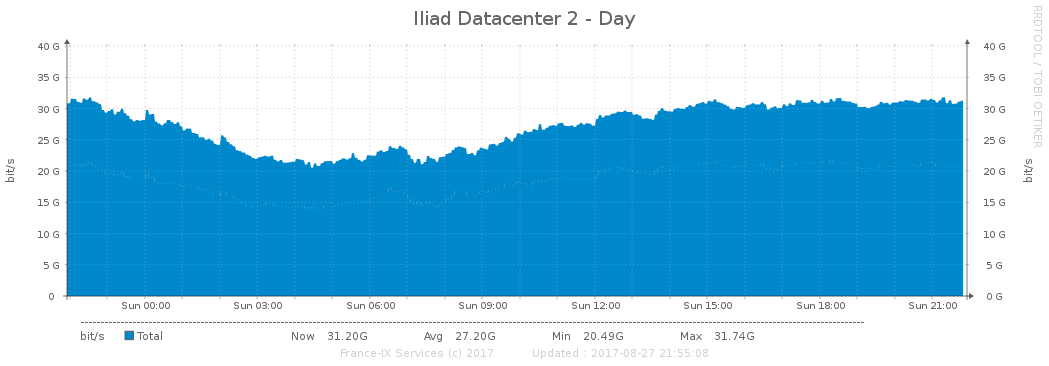 Iliad Datacenter 2 - Day
RRDTOOL / TOBI OETIKER
40 G 40 G
35 G 35 G
30 G 30 G
25 G 25 G
20 G 20 G
15 G 15 G
10 G 10 G
5 G 5 G
0 0 G
bit/s bit/s
Sun 00:00 Sun 03:00 Sun 06:00 Sun 09:00 Sun 12:00 Sun 15:00 Sun 18:00 Sun 21:00
bit/s Total Now 31.20G Avg 27.20G Min 20.49G Max 31.74G
France-IX Services (c) 2017 Updated : 2017-08-27 21:55:08